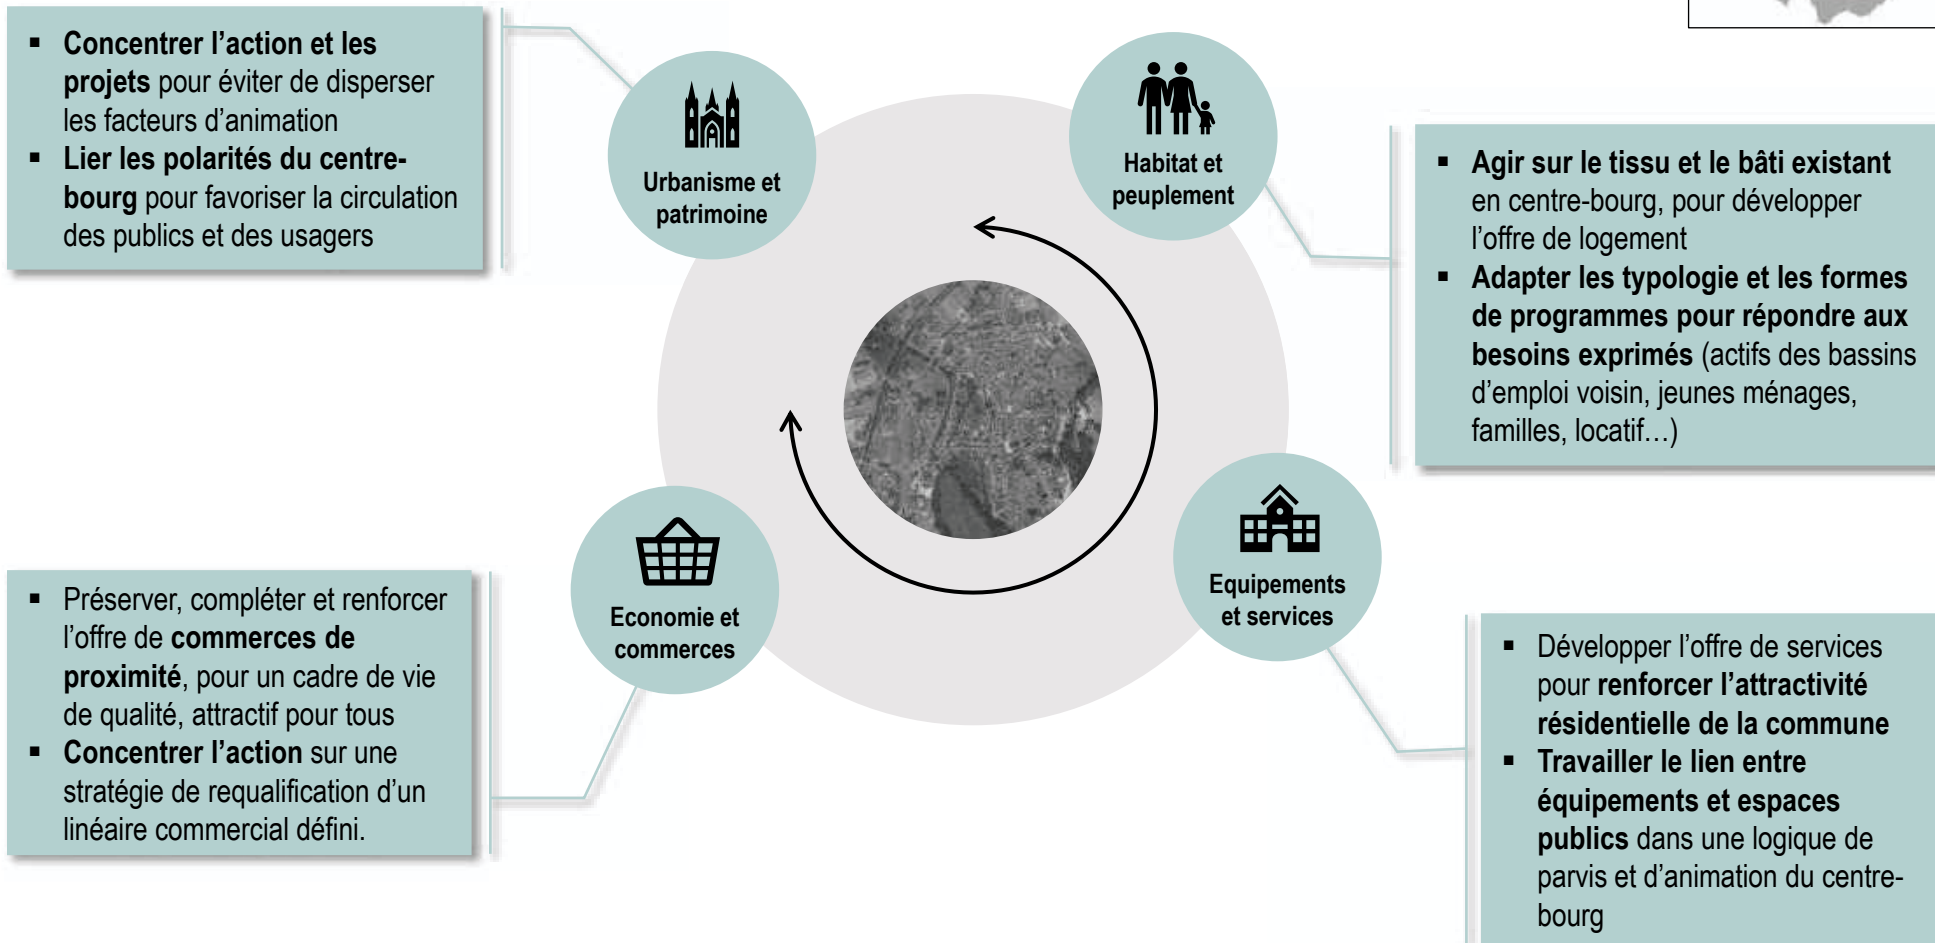 ▪ Concentrer l’action et les
projets pour éviter de disperser
les facteurs d’animation
▪ Lier les polarités du centre-
bourg pour favoriser la circulation
des publics et des usagers
Urbanisme et
patrimoine
Habitat et
peuplement
▪ Agir sur le tissu et le bâti existant
en centre-bourg, pour développer
l’offre de logement
▪ Adapter les typologie et les formes
de programmes pour répondre aux
besoins exprimés (actifs des bassins
d’emploi voisin, jeunes ménages,
familles, locatif…)
▪ Préserver, compléter et renforcer
l’offre de commerces de
proximité, pour un cadre de vie
de qualité, attractif pour tous
▪ Concentrer l’action sur une
stratégie de requalification d’un
linéaire commercial défini.
Economie et
commerces
Equipements
et services
▪ Développer l’offre de services
pour renforcer l’attractivité
résidentielle de la commune
▪ Travailler le lien entre
équipements et espaces
publics dans une logique de
parvis et d’animation du centre-
bourg